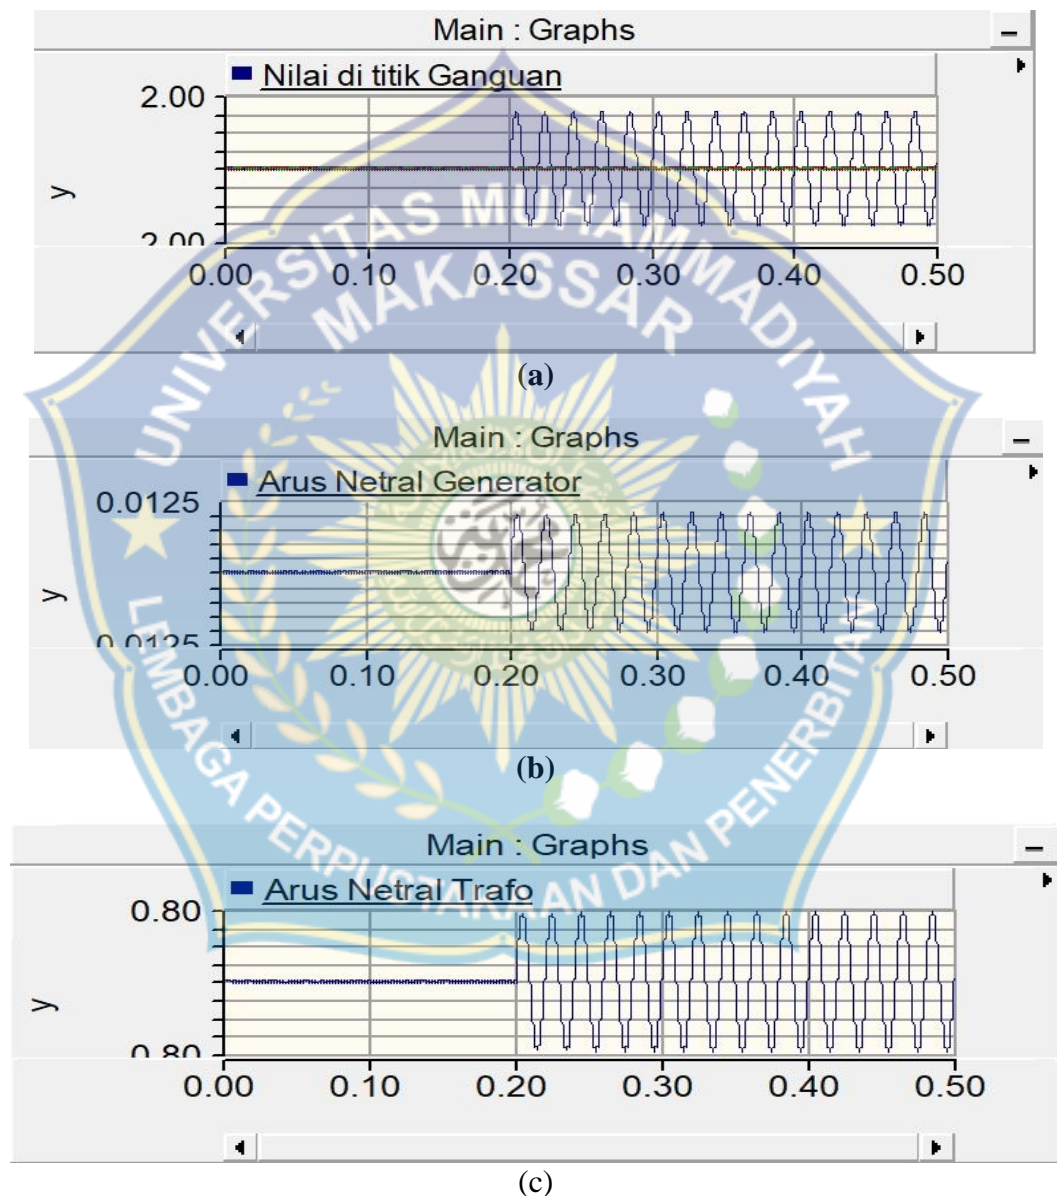 Main : Graphs
Nilai di titik Ganguan
2.00
y
2.00
0.00 0.10 0.20 0.30 0.40 0.50
(a)
Main : Graphs
Arus Netral Generator
0.0125
y
0.0125
0.00 0.10 0.20 0.30 0.40 0.50
(b)
Main : Graphs
Arus Netral Trafo
0.80
y
0.80
0.00 0.10 0.20 0.30 0.40 0.50
(c)
UNIVERSITAS MUHAMMADIYAH
MAKASSAR
LEMBAGA PERPUSTAKAAN DAN PENERBITAN